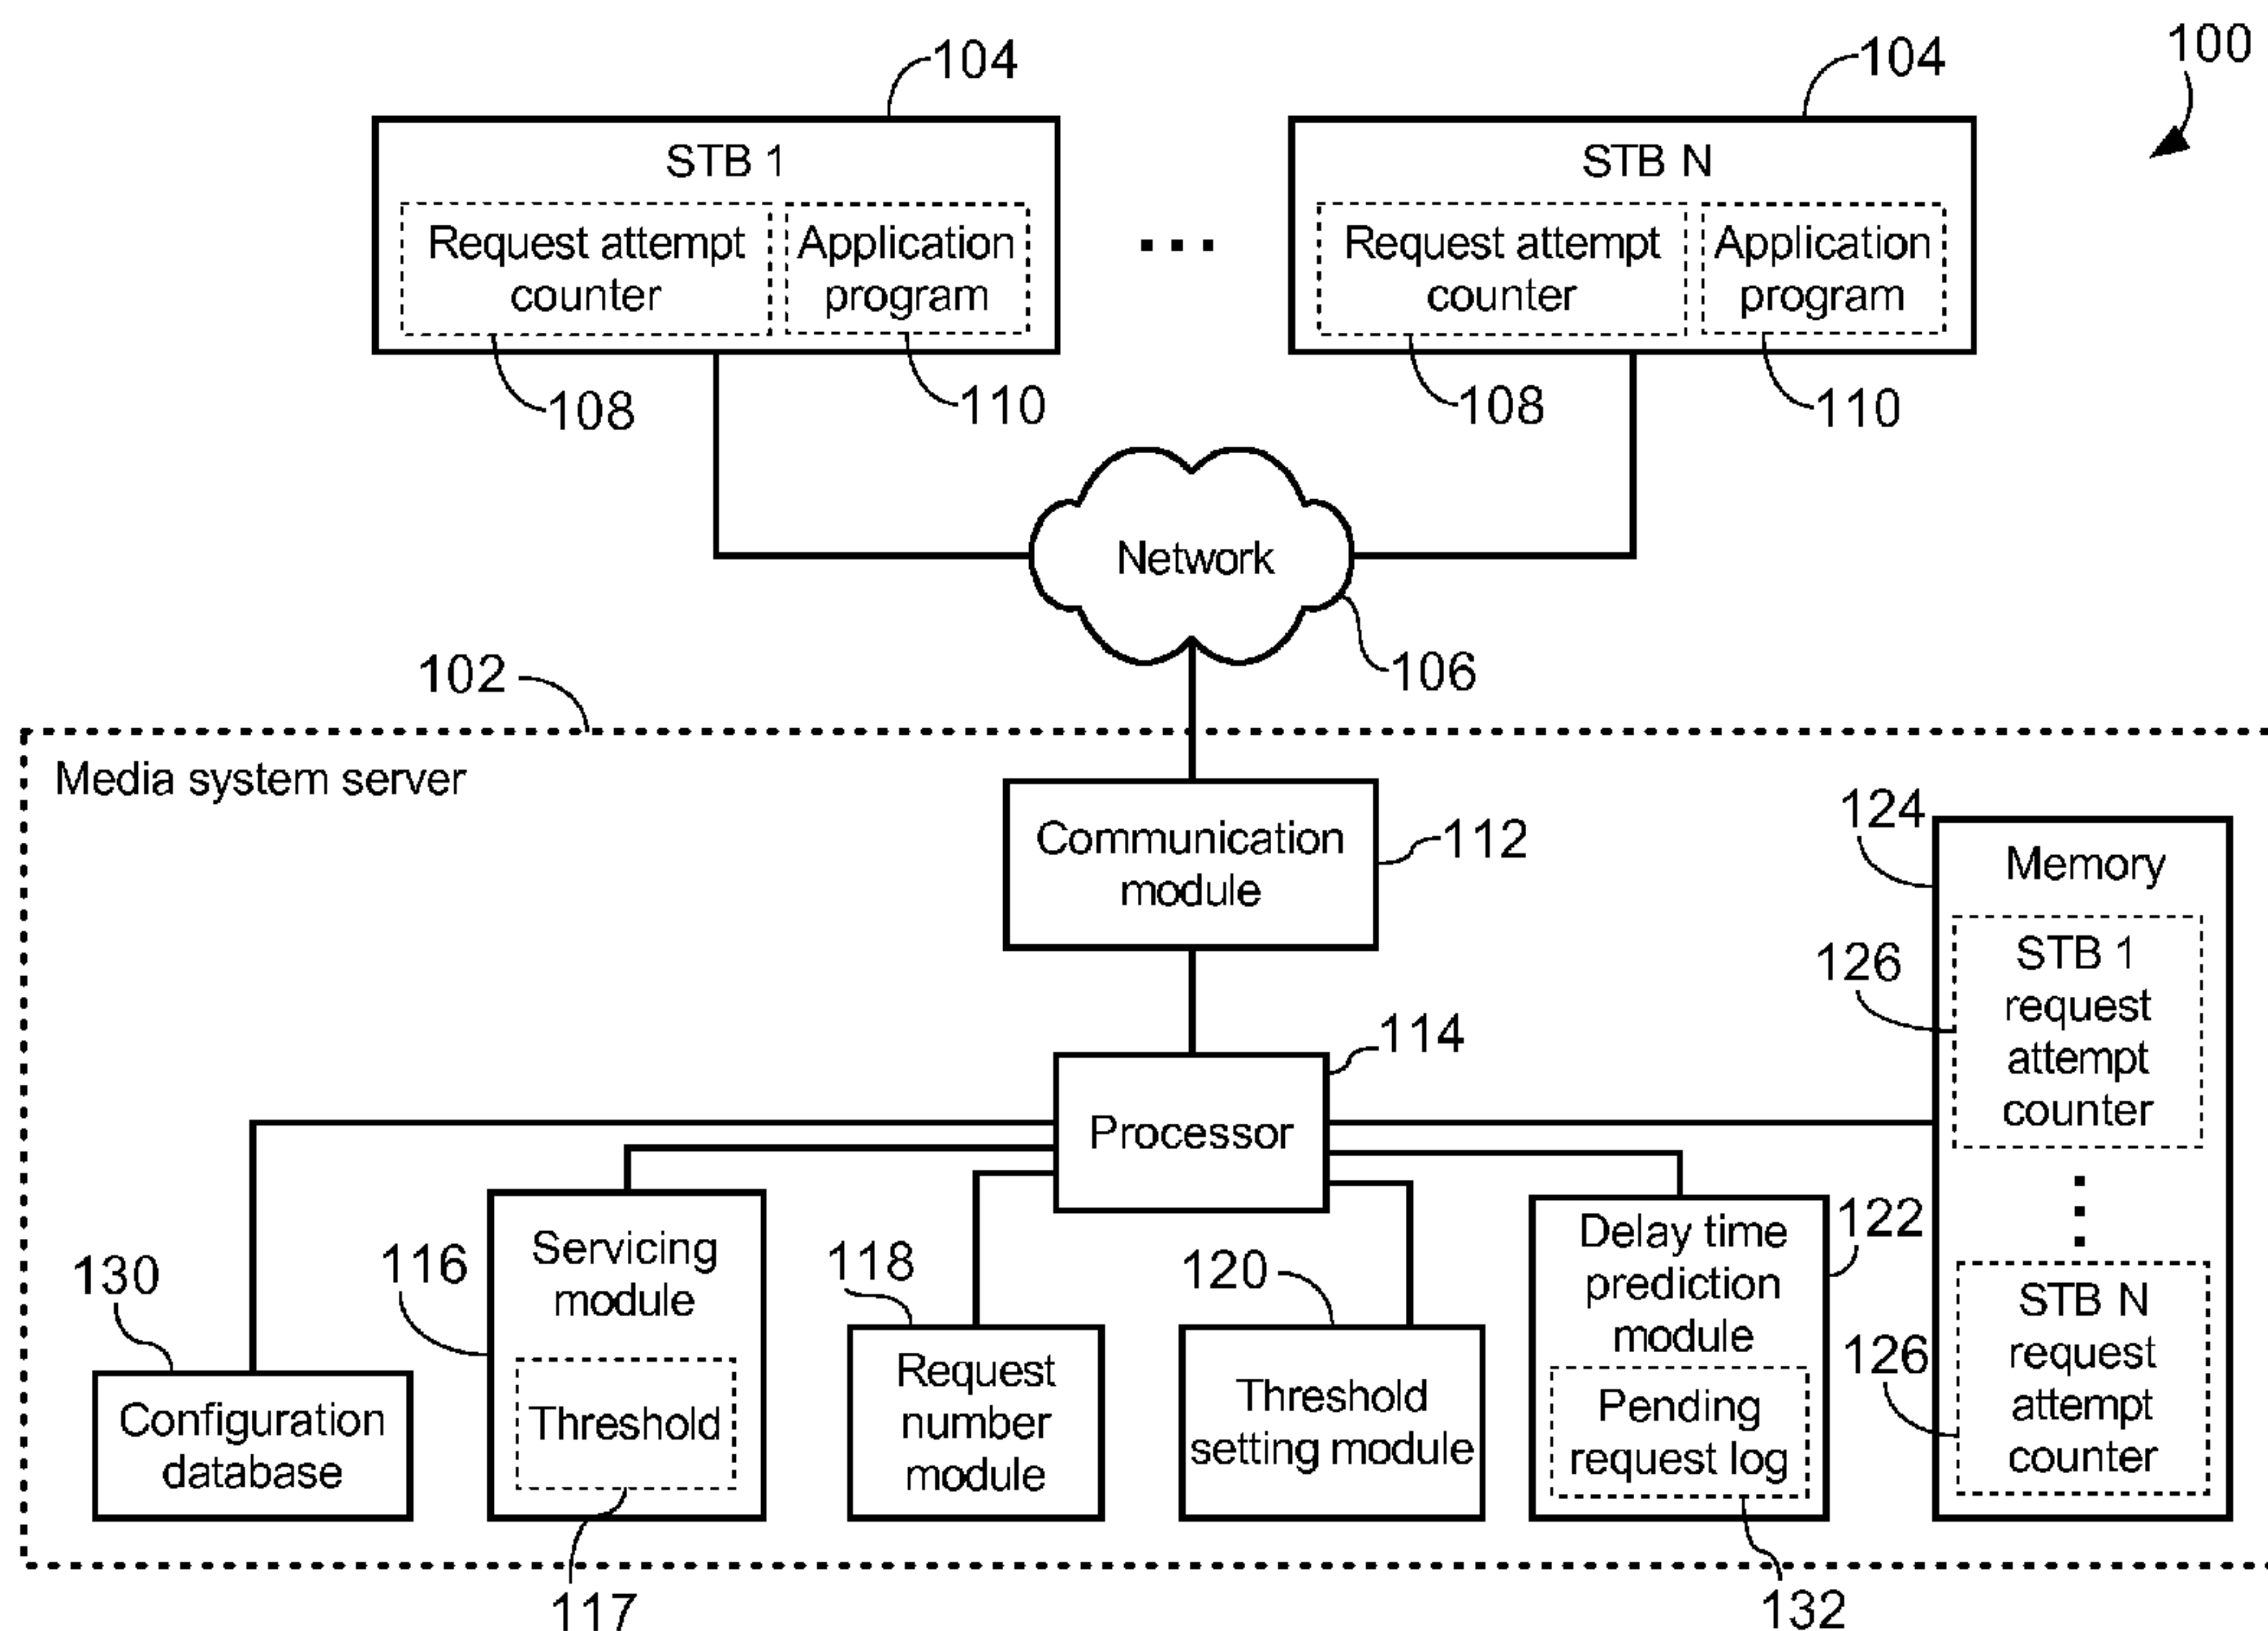 100
104
104
STB 1
Request attempt
counter
Application
program
...
STB N
Request attempt
counter
Application
program
108
110
108
110
Network
106
102
Media system server
Communication
module
112
124
Memory
126
STB 1
request
attempt
counter
114
Processor
130
Configuration
database
116
Servicing
module
Threshold
117
118
Request
number
module
120
Threshold
setting module
122
Delay time
prediction
module
Pending
request log
132
126
STB N
request
attempt
counter